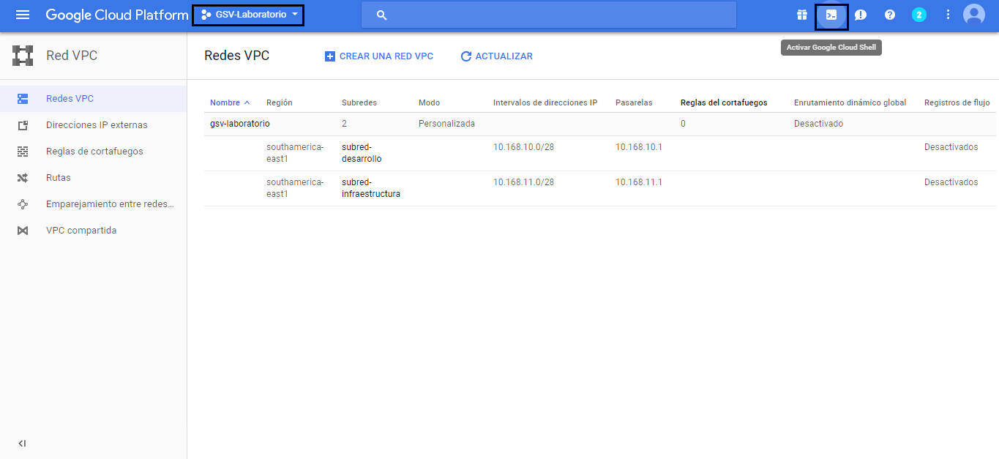 Google Cloud Platform GSV-Laboratorio 2
Activar Google Cloud Shell
Red VPC
Redes VPC CREAR UNA RED VPC ACTUALIZAR
Redes VPC
Direcciones IP externas
Reglas de cortafuegos
Rutas
Emparejamiento entre redes...
VPC compartida
Nombre Región Subredes Modo Intervalos de direcciones IP Pasarelas Reglas del cortafuegos Enrutamiento dinámico global Registros de flujo
gsv-laboratorio 2 Personalizada 0 Desactivado
southamerica- subred- 10.168.10.0/28 10.168.10.1 Desactivados
east1 desarrollo
southamerica- subred- 10.168.11.0/28 10.168.11.1 Desactivados
east1 infraestructura